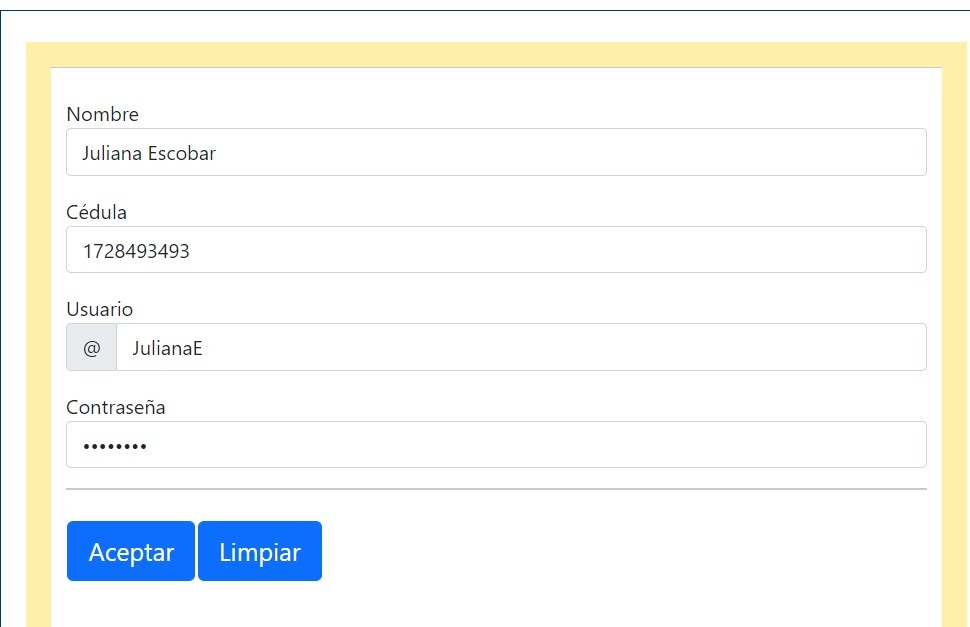 Nombre
Juliana Escobar
Cédula
1728493493
Usuario
@ JulianaE
Contraseña
••••••••
Aceptar Limpiar